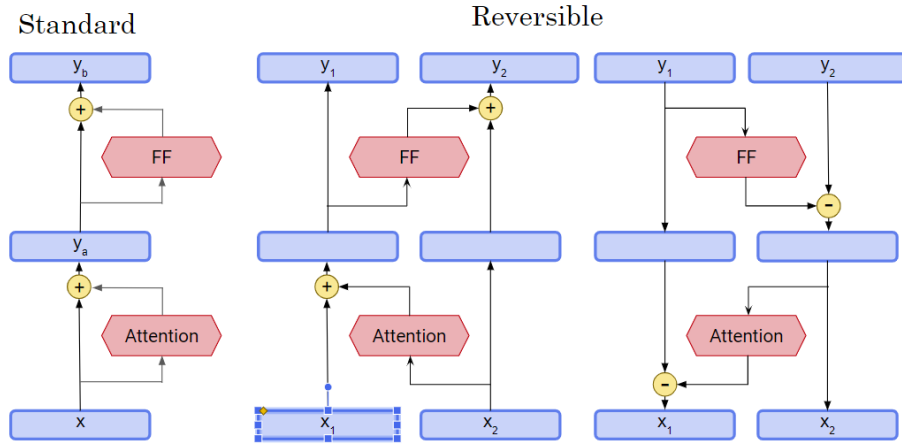 Standard
Reversible
y_b
y_1
y_2
y_1
y_2
+
+
FF
FF
FF
-
y_a
+
+
Attention
Attention
Attention
-
x
x_1
x_2
x_1
x_2